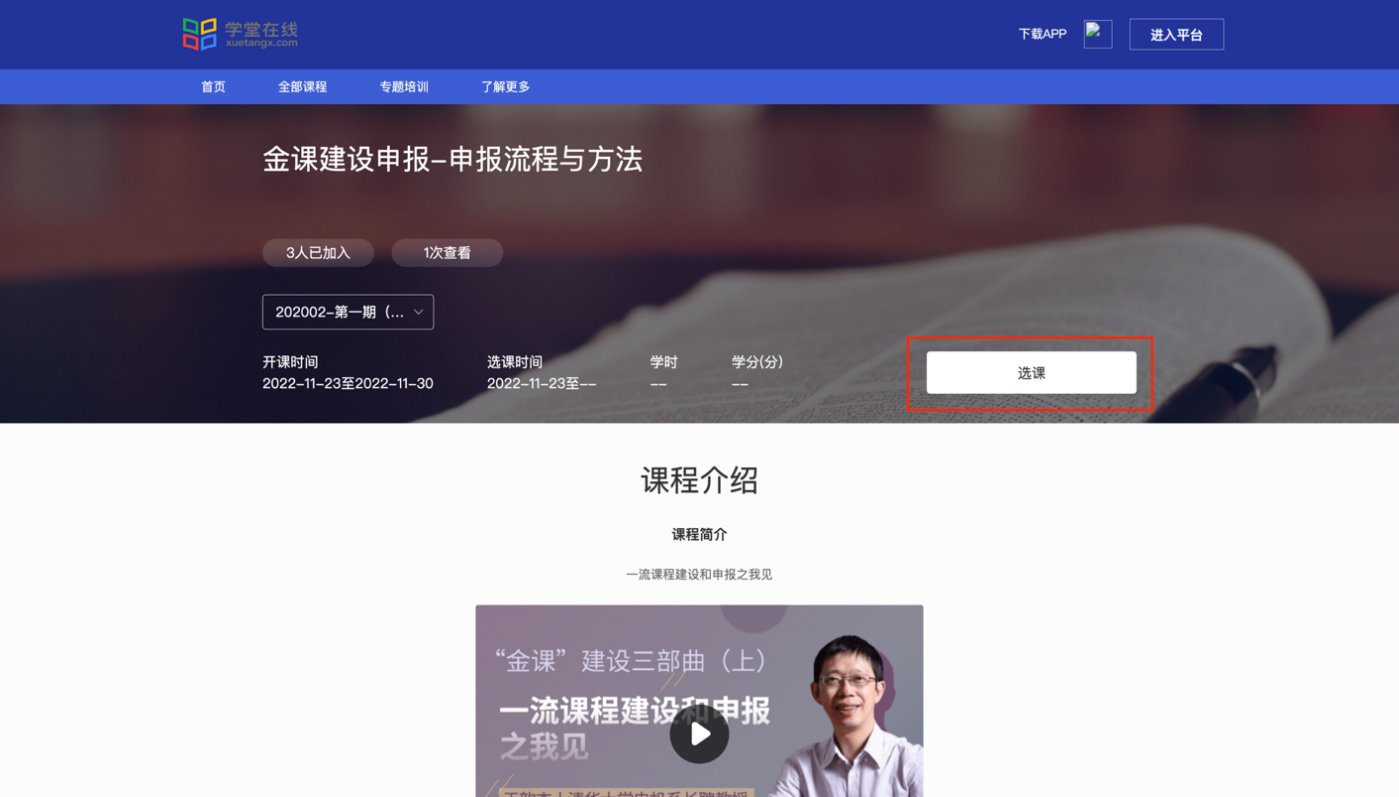 学堂在线
xuetangx.com
下载APP
进入平台
首页
全部课程
专题培训
了解更多
金课建设申报-申报流程与方法
3人已加入
1次查看
202002-第一期（...
开课时间
2022-11-23至2022-11-30
选课时间
2022-11-23至--
学时
--
学分(分)
--
选课
课程介绍
课程简介
一流课程建设和申报之我见
“金课”建设三部曲（上）
一流课程建设和申报
之我见